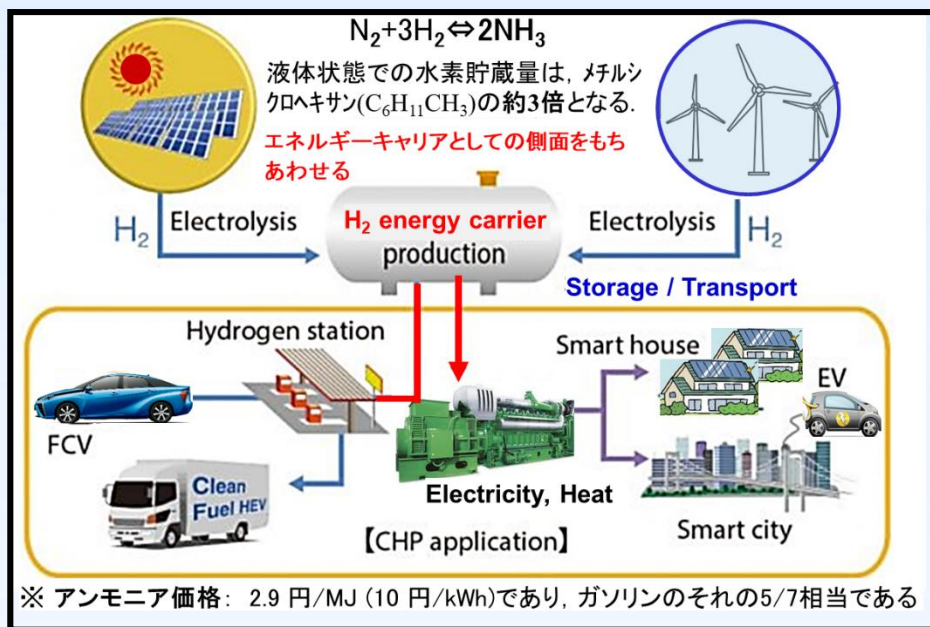 N₂+3H₂⇔2NH₃
液体状態での水素貯蔵量は, メチルシ
クロヘキサン(C₆H₁₁CH₃)の約3倍となる.
エネルギーキャリアとしての側面をもち
あわせる
H₂
Electrolysis
H₂ energy carrier
production
Electrolysis
H₂
Storage / Transport
Hydrogen station
Smart house
EV
FCV
Clean
Fuel HEV
Electricity, Heat
Smart city
【CHP application】
※ アンモニア価格: 2.9 円/MJ (10 円/kWh)であり, ガソリンのそれの5/7相当である